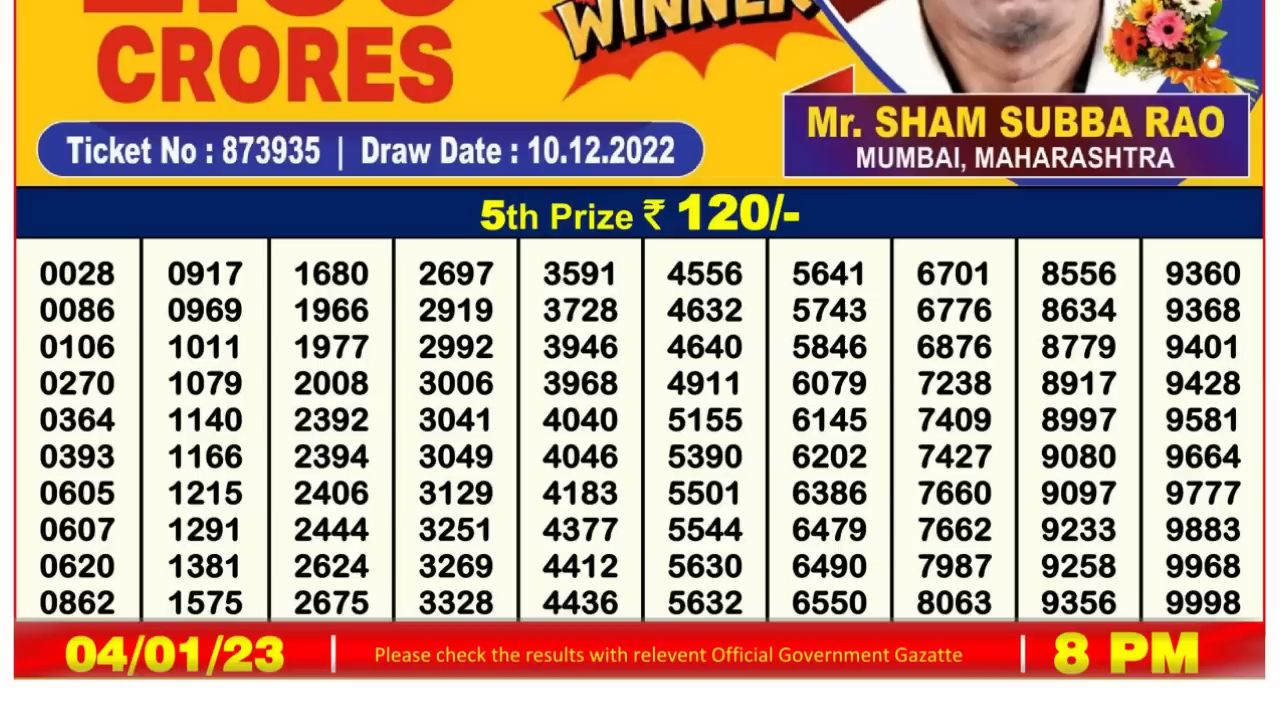 CRORES
WINNER
Mr. SHAM SUBBA RAO
MUMBAI, MAHARASHTRA
Ticket No : 873935 | Draw Date : 10.12.2022
5th Prize ₹ 120/-
0028 0917 1680 2697 3591 4556 5641 6701 8556 9360
0086 0969 1966 2919 3728 4632 5743 6776 8634 9368
0106 1011 1977 2992 3946 4640 5846 6876 8779 9401
0270 1079 2008 3006 3968 4911 6079 7238 8917 9428
0364 1140 2392 3041 4040 5155 6145 7409 8997 9581
0393 1166 2394 3049 4046 5390 6202 7427 9080 9664
0605 1215 2406 3129 4183 5501 6386 7660 9097 9777
0607 1291 2444 3251 4377 5544 6479 7662 9233 9883
0620 1381 2624 3269 4412 5630 6490 7987 9258 9968
0862 1575 2675 3328 4436 5632 6550 8063 9356 9998
04/01/23 | Please check the results with relevent Official Government Gazatte | 8 PM